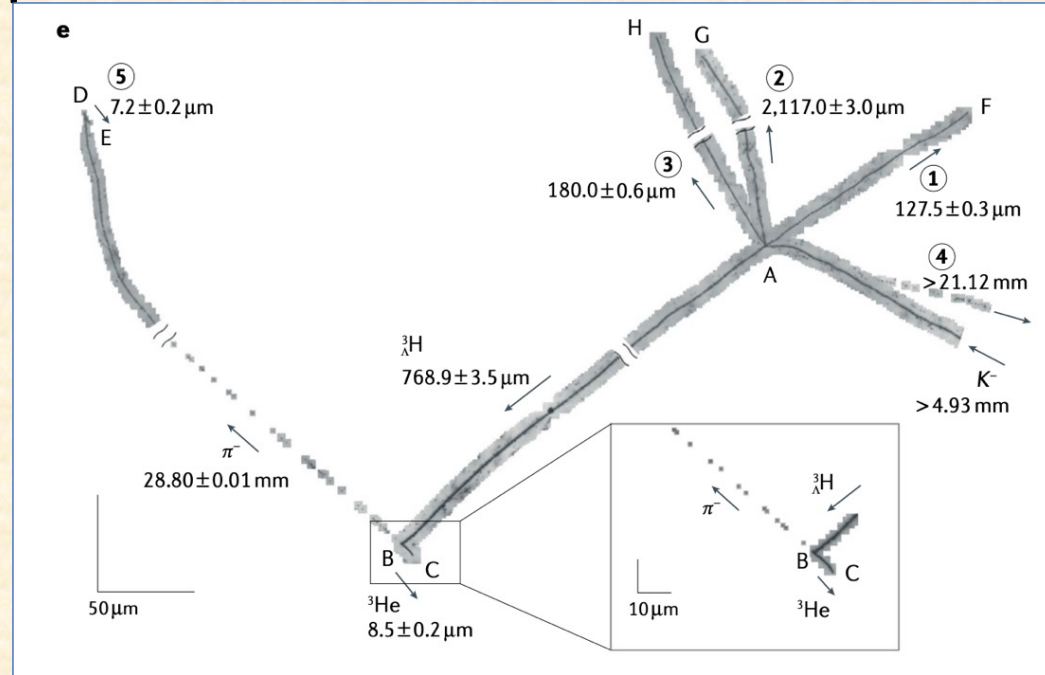 e
H
G
D
⑤
7.2±0.2 μm
E
②
2,117.0±3.0 μm
F
③
180.0±0.6 μm
①
127.5±0.3 μm
A
④
>21.12 mm
K⁻
>4.93 mm
³ΛH
768.9±3.5 μm
π⁻
28.80±0.01 mm
B
C
³He
8.5±0.2 μm
50 μm
³ΛH
π⁻
B
C
³He
10 μm